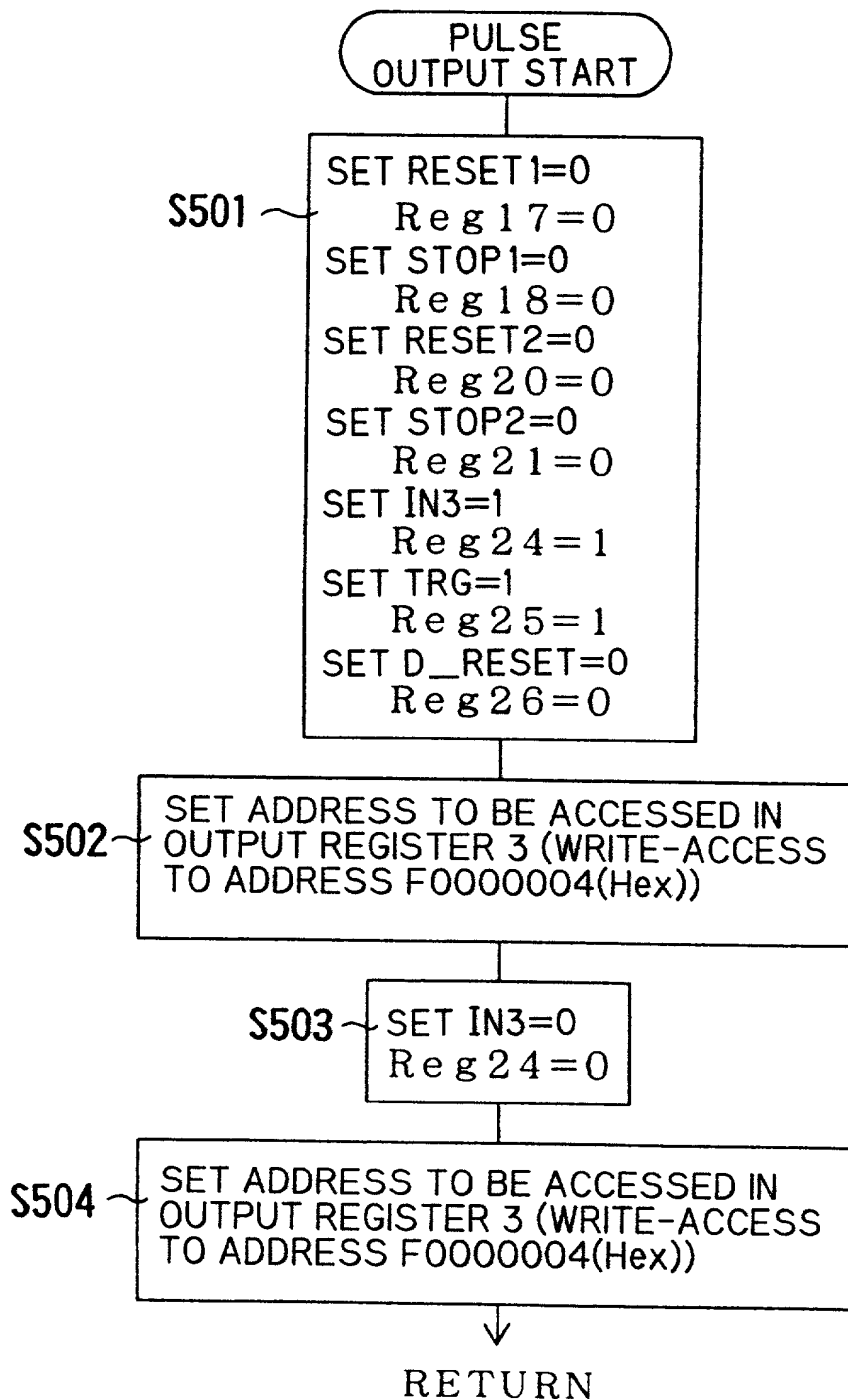 PULSE
OUTPUT START
S501
SET RESET1=0
Reg17=0
SET STOP1=0
Reg18=0
SET RESET2=0
Reg20=0
SET STOP2=0
Reg21=0
SET IN3=1
Reg24=1
SET TRG=1
Reg25=1
SET D_RESET=0
Reg26=0
S502
SET ADDRESS TO BE ACCESSED IN
OUTPUT REGISTER 3 (WRITE-ACCESS
TO ADDRESS F0000004(Hex))
S503
SET IN3=0
Reg24=0
S504
SET ADDRESS TO BE ACCESSED IN
OUTPUT REGISTER 3 (WRITE-ACCESS
TO ADDRESS F0000004(Hex))
RETURN